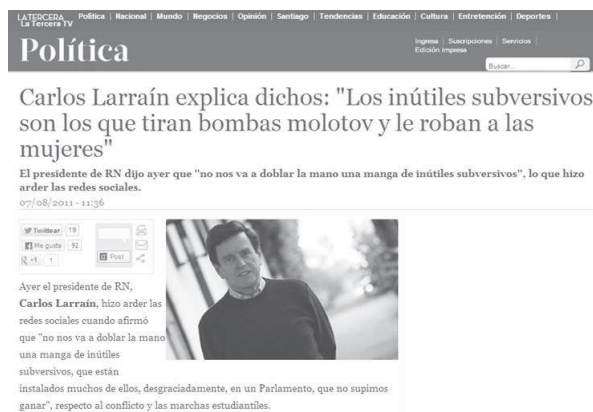 LATERCERA Política | Nacional | Mundo | Negocios | Opinión | Santiago | Tendencias | Educación | Cultura | Entretención | Deportes |
La Tercera TV
Política
Ingresa | Suscripciones | Servicios |
Edición impresa
Buscar...
Carlos Larraín explica dichos: "Los inútiles subversivos
son los que tiran bombas molotov y le roban a las
mujeres"
El presidente de RN dijo ayer que "no nos va a doblar la mano una manga de inútiles subversivos", lo que hizo
arder las redes sociales.
07/08/2011 - 11:36
Twittear 19
Me gusta 92
+1 1
Post
Ayer el presidente de RN,
Carlos Larraín, hizo arder las
redes sociales cuando afirmó
que "no nos va a doblar la mano
una manga de inútiles
subversivos, que están
instalados muchos de ellos, desgraciadamente, en un Parlamento, que no supimos
ganar", respecto al conflicto y las marchas estudiantiles.